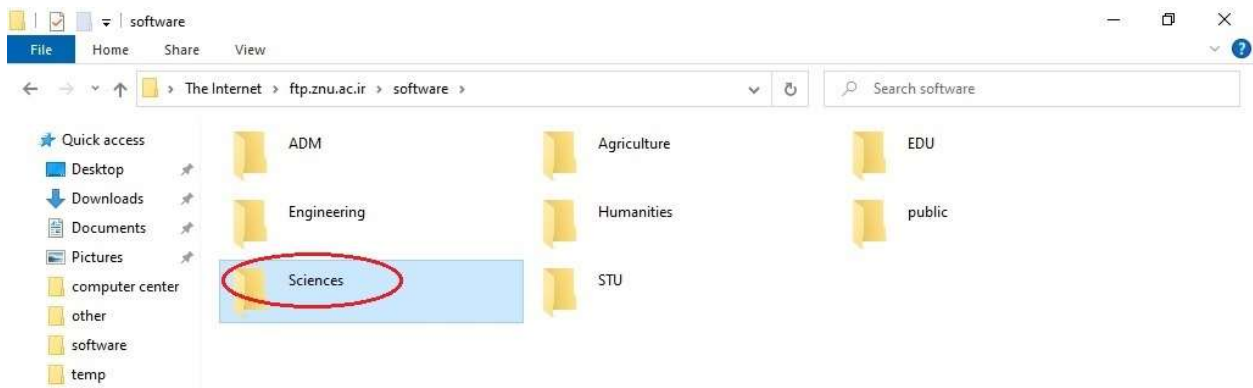 software
File Home Share View
The Internet > ftp.znu.ac.ir > software >
Search software
Quick access
Desktop
Downloads
Documents
Pictures
computer center
other
software
temp
ADM Agriculture EDU
Engineering Humanities public
Sciences STU